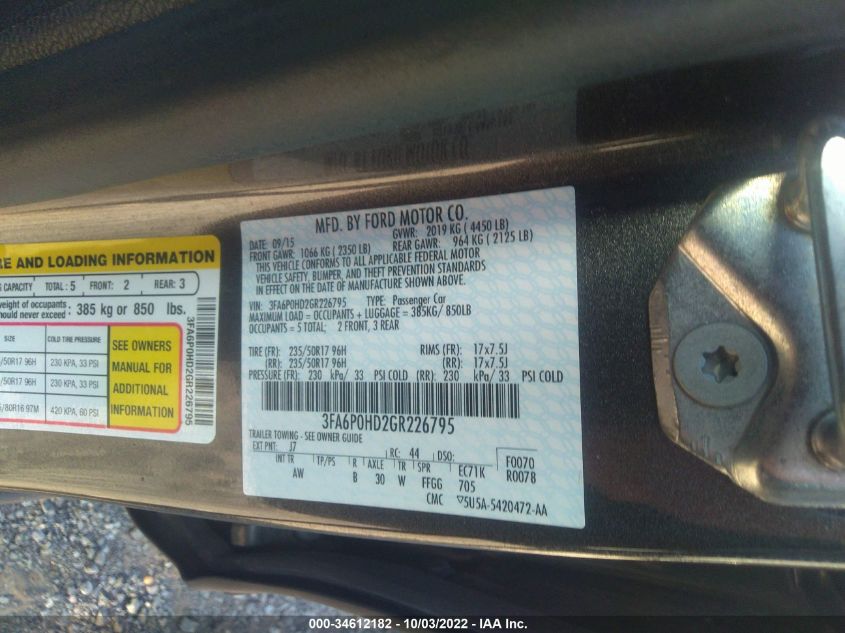 RE AND LOADING INFORMATION
CAPACITY TOTAL: 5 FRONT: 2 REAR: 3
weight of occupants
should never exceed : 385 kg or 850 lbs.
SIZE COLD TIRE PRESSURE
/50R17 96H 230 KPA, 33 PSI
/50R17 96H 230 KPA, 33 PSI
/80R16 97M 420 KPA, 60 PSI
SEE OWNERS
MANUAL FOR
ADDITIONAL
INFORMATION
3FA6P0HD2GR226795
MFD. BY FORD MOTOR CO.
DATE: 09/15 GVWR: 2019 KG ( 4450 LB)
FRONT GAWR: 1066 KG ( 2350 LB) REAR GAWR: 964 KG ( 2125 LB)
THIS VEHICLE CONFORMS TO ALL APPLICABLE FEDERAL MOTOR
VEHICLE SAFETY, BUMPER, AND THEFT PREVENTION STANDARDS
IN EFFECT ON THE DATE OF MANUFACTURE SHOWN ABOVE.
VIN: 3FA6P0HD2GR226795 TYPE: Passenger Car
MAXIMUM LOAD = OCCUPANTS + LUGGAGE = 385KG/ 850LB
OCCUPANTS = 5 TOTAL; 2 FRONT, 3 REAR
TIRE (FR): 235/50R17 96H RIMS (FR): 17x7.5J
(RR): 235/50R17 96H (RR): 17x7.5J
PRESSURE (FR): 230 kPa/ 33 PSI COLD (RR): 230 kPa/ 33 PSI COLD
3FA6P0HD2GR226795
TRAILER TOWING - SEE OWNER GUIDE
EXT PNT: J7 RC: 44 DSO: F0070
INT TR TP/PS R AXLE TR SPR EC71K R0078
AW B 30 W FFGG 705
CMC ▽5U5A-5420472-AA
000-34612182 - 10/03/2022 - IAA Inc.